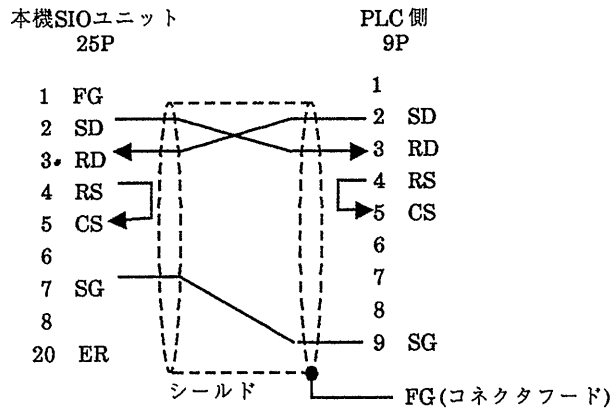 本機SIOユニット PLC側
25P 9P
1 FG 1
2 SD 2 SD
3 RD 3 RD
4 RS 4 RS
5 CS 5 CS
6 6
7 SG 7
8 8
20 ER 9 SG
シールド
FG(コネクタフード)